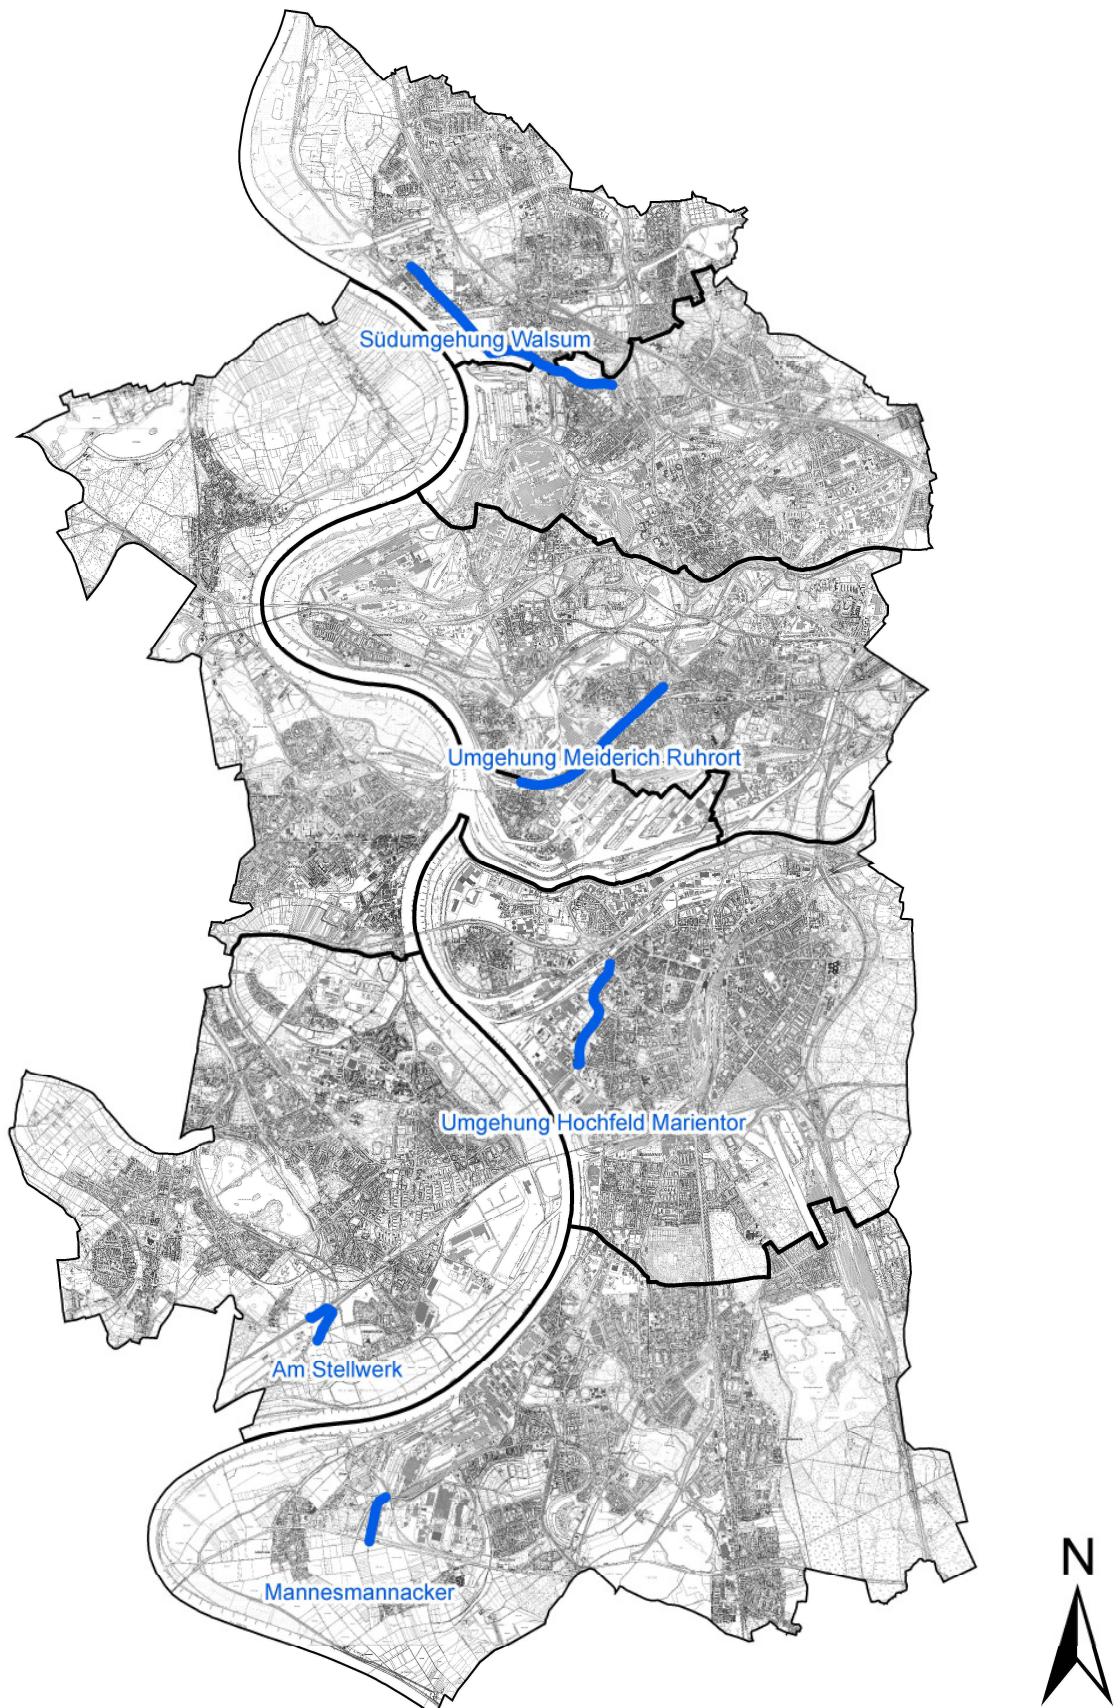 Südumgehung Walsum
Umgehung Meiderich Ruhrort
Umgehung Hochfeld Marientor
Am Stellwerk
Mannesmannacker
N